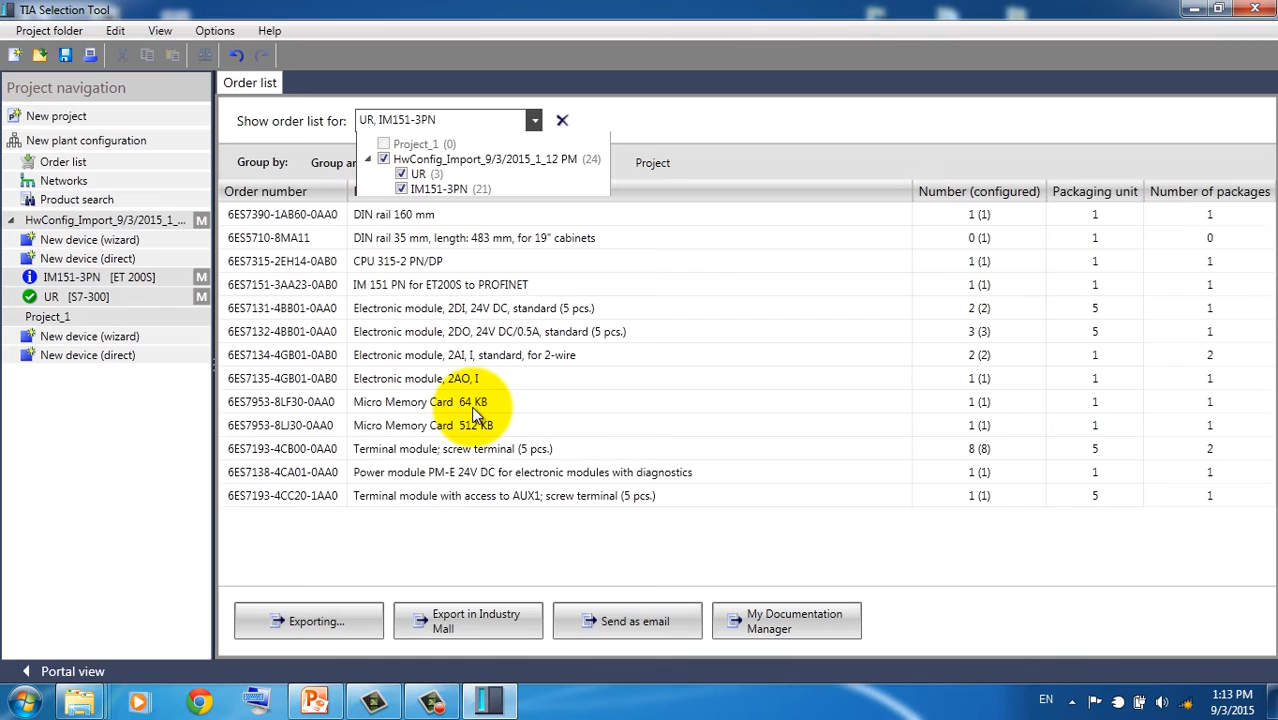 TIA Selection Tool
Project folder Edit View Options Help
Project navigation
New project
New plant configuration
Order list
Networks
Product search
HwConfig_Import_9/3/2015_1_... M
New device (wizard)
New device (direct)
IM151-3PN [ET 200S] M
UR [S7-300] M
Project_1
New device (wizard)
New device (direct)
Order list
Show order list for: UR, IM151-3PN
Project_1 (0)
HwConfig_Import_9/3/2015_1_12 PM (24)
UR (3)
IM151-3PN (21)
Group by: Group ar Project
Order number Number (configured) Packaging unit Number of packages
6ES7390-1AB60-0AA0 DIN rail 160 mm 1 (1) 1 1
6ES5710-8MA11 DIN rail 35 mm, length: 483 mm, for 19" cabinets 0 (1) 1 0
6ES7315-2EH14-0AB0 CPU 315-2 PN/DP 1 (1) 1 1
6ES7151-3AA23-0AB0 IM 151 PN for ET200S to PROFINET 1 (1) 1 1
6ES7131-4BB01-0AA0 Electronic module, 2DI, 24V DC, standard (5 pcs.) 2 (2) 5 1
6ES7132-4BB01-0AA0 Electronic module, 2DO, 24V DC/0.5A, standard (5 pcs.) 3 (3) 5 1
6ES7134-4GB01-0AB0 Electronic module, 2AI, I, standard, for 2-wire 2 (2) 1 2
6ES7135-4GB01-0AB0 Electronic module, 2AO, I 1 (1) 1 1
6ES7953-8LF30-0AA0 Micro Memory Card 64 KB 1 (1) 1 1
6ES7953-8LJ30-0AA0 Micro Memory Card 512 KB 1 (1) 1 1
6ES7193-4CB00-0AA0 Terminal module; screw terminal (5 pcs.) 8 (8) 5 2
6ES7138-4CA01-0AA0 Power module PM-E 24V DC for electronic modules with diagnostics 1 (1) 1 1
6ES7193-4CC20-1AA0 Terminal module with access to AUX1; screw terminal (5 pcs.) 1 (1) 5 1
Exporting...
Export in Industry
Mall
Send as email
My Documentation
Manager
Portal view
EN
1:13 PM
9/3/2015